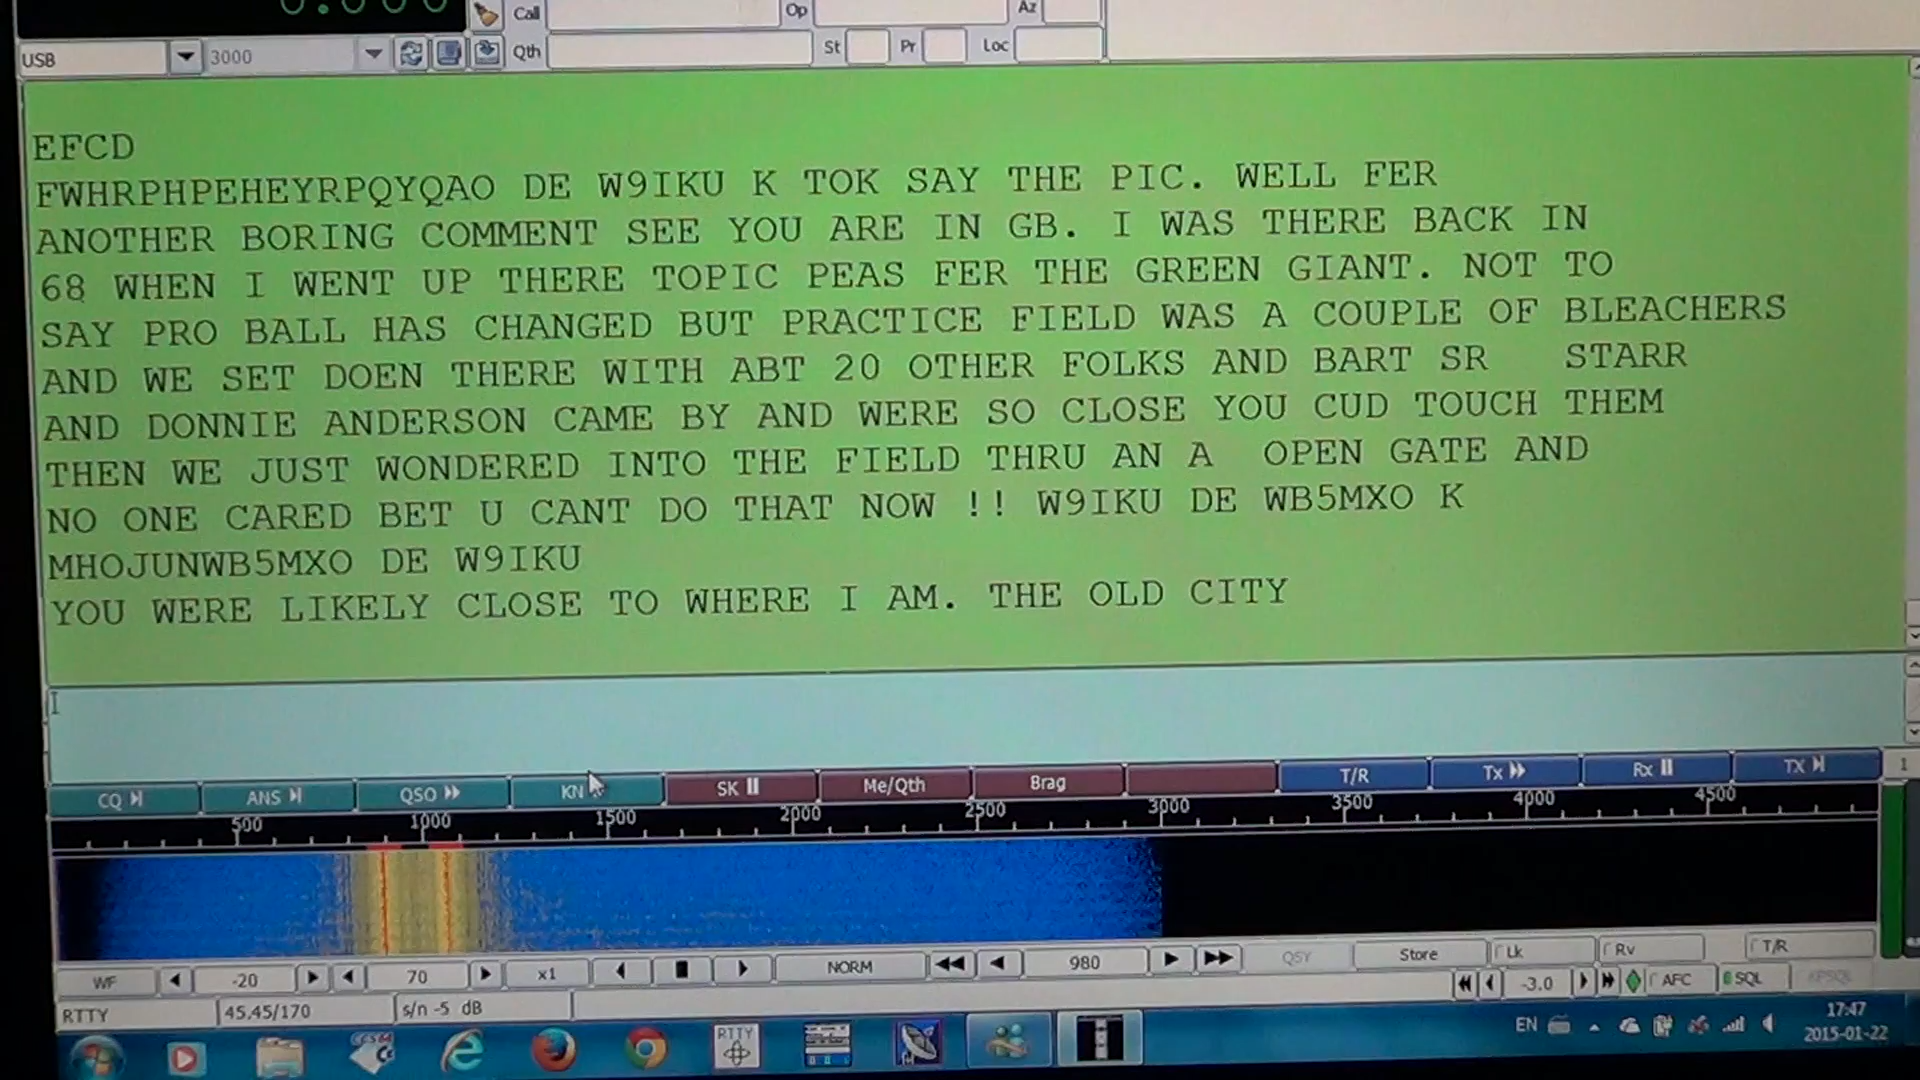 Call
Op
Az
USB
3000
Qth
St
Pr
Loc
EFCD
FWHRPHPEHEYRPQYQAO DE W9IKU K TOK SAY THE PIC. WELL FER
ANOTHER BORING COMMENT SEE YOU ARE IN GB. I WAS THERE BACK IN
68 WHEN I WENT UP THERE TOPIC PEAS FER THE GREEN GIANT. NOT TO
SAY PRO BALL HAS CHANGED BUT PRACTICE FIELD WAS A COUPLE OF BLEACHERS
AND WE SET DOEN THERE WITH ABT 20 OTHER FOLKS AND BART SR STARR
AND DONNIE ANDERSON CAME BY AND WERE SO CLOSE YOU CUD TOUCH THEM
THEN WE JUST WONDERED INTO THE FIELD THRU AN A OPEN GATE AND
NO ONE CARED BET U CANT DO THAT NOW !! W9IKU DE WB5MXO K
MHOJUNWB5MXO DE W9IKU
YOU WERE LIKELY CLOSE TO WHERE I AM. THE OLD CITY
CQ ANS QSO KN SK Me/Qth Brag T/R Tx Rx TX 1
500 1000 1500 2000 2500 3000 3500 4000 4500
WF -20 70 x1 NORM 980 QSY Store Lk Rv T/R
-3.0 AFC SQL
RTTY 45.45/170 s/n -5 dB
RTTY
EN
17:47
2015-01-22